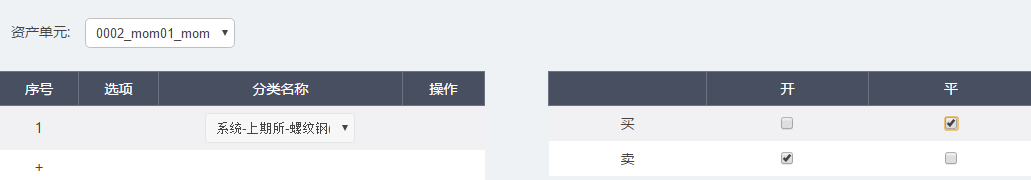 资产单元: 0002_mom01_mom
序号 选项 分类名称 操作
1 系统-上期所-螺纹钢(
+
开 平
买
卖